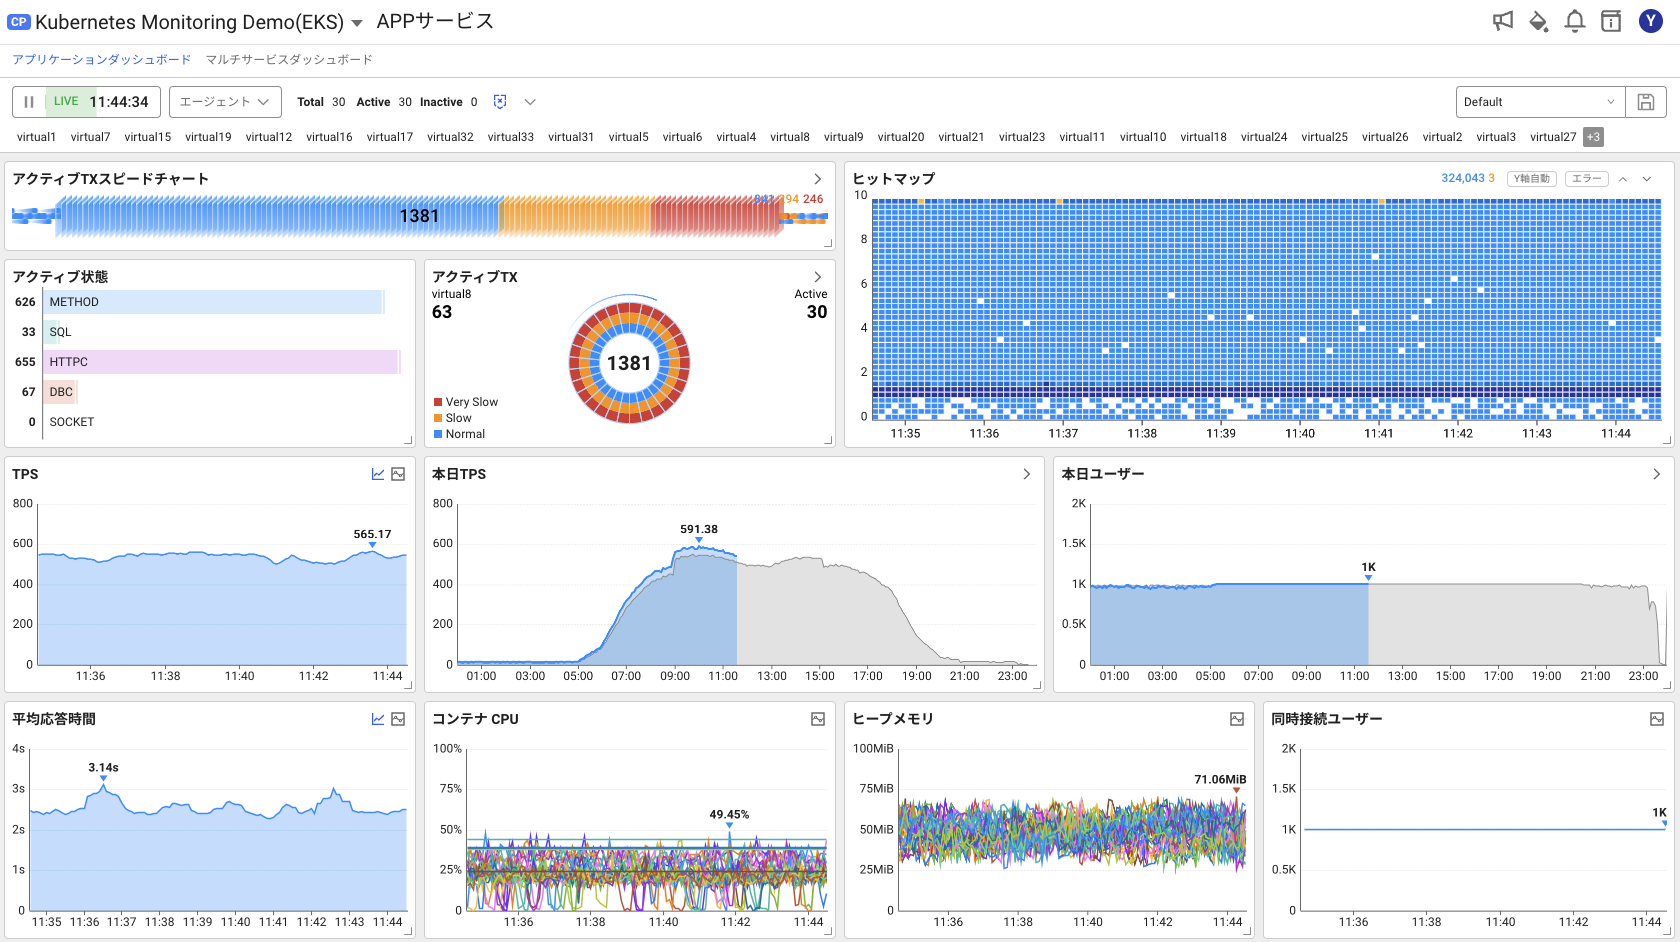 CP Kubernetes Monitoring Demo(EKS) APPサービス Y
アプリケーションダッシュボード マルチサービスダッシュボード
LIVE 11:44:34 エージェント Total 30 Active 30 Inactive 0 Default
virtual1 virtual7 virtual15 virtual19 virtual12 virtual16 virtual17 virtual32 virtual33 virtual31 virtual5 virtual6 virtual4 virtual8 virtual9 virtual20 virtual21 virtual23 virtual11 virtual10 virtual18 virtual24 virtual25 virtual26 virtual2 virtual3 virtual27 +3
アクティブTXスピードチャート
294 246
1381
ヒットマップ 324,043 3 Y軸自動 エラー
10
8
6
4
2
0
11:35 11:36 11:37 11:38 11:39 11:40 11:41 11:42 11:43 11:44
アクティブ状態
626 METHOD
33 SQL
655 HTTPC
67 DBC
0 SOCKET
アクティブTX
virtual8 Active
63 30
1381
Very Slow
Slow
Normal
TPS
800
600
400
200
0
565.17
11:36 11:38 11:40 11:42 11:44
本日TPS
800
600
400
200
0
591.38
01:00 03:00 05:00 07:00 09:00 11:00 13:00 15:00 17:00 19:00 21:00 23:00
本日ユーザー
2K
1.5K
1K
0.5K
0
1K
01:00 03:00 05:00 07:00 09:00 11:00 13:00 15:00 17:00 19:00 21:00 23:00
平均応答時間
4s
3s
2s
1s
0
3.14s
11:35 11:36 11:37 11:38 11:39 11:40 11:41 11:42 11:43 11:44
コンテナ CPU
100%
75%
50%
25%
0
49.45%
11:36 11:38 11:40 11:42 11:44
ヒープメモリ
100MiB
75MiB
50MiB
25MiB
0
71.06MiB
11:36 11:38 11:40 11:42 11:44
同時接続ユーザー
2K
1.5K
1K
0.5K
0
1K
11:36 11:38 11:40 11:42 11:44